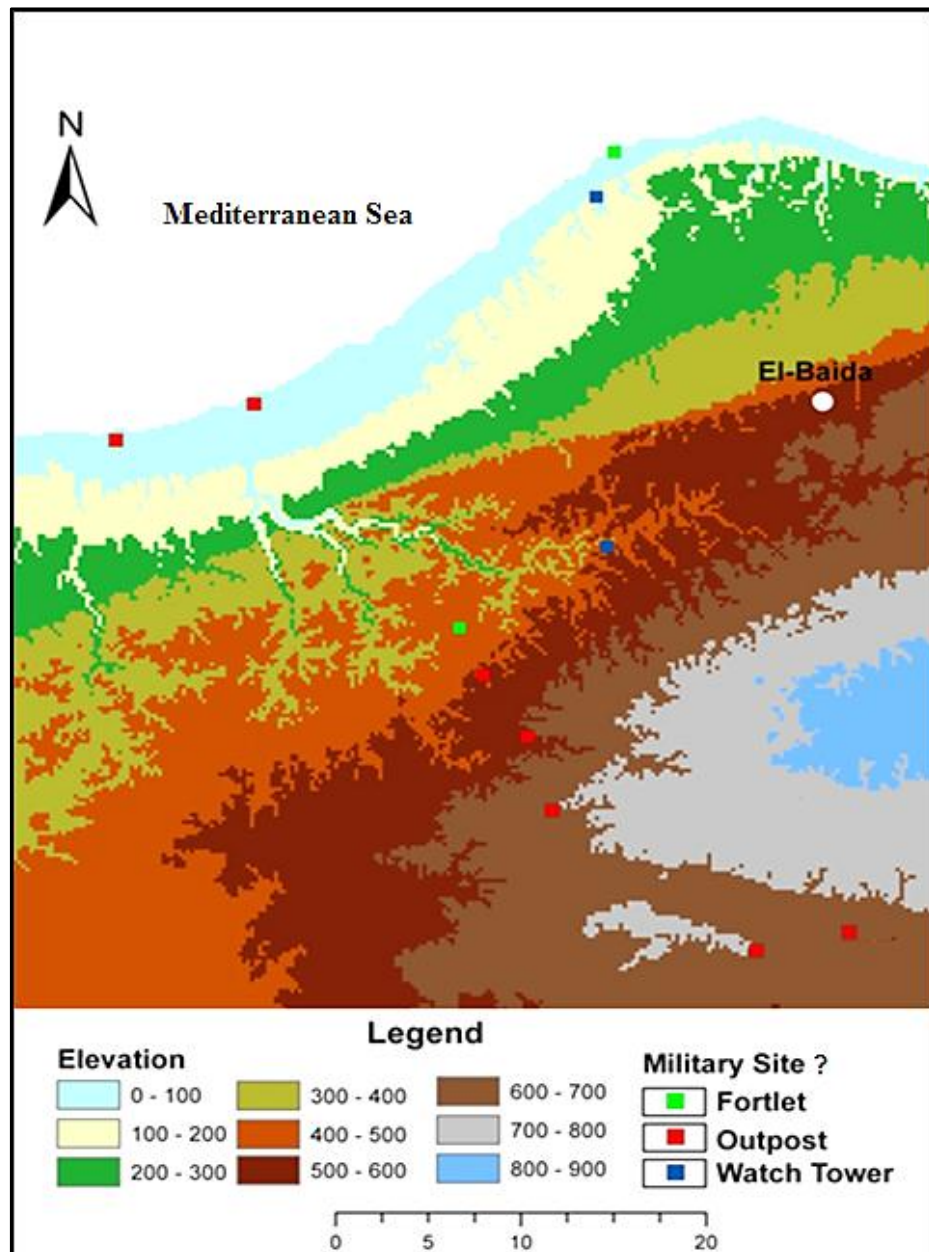 N
Mediterranean Sea
El-Baida
Legend
Elevation
Military Site ?
0 - 100
300 - 400
600 - 700
Fortlet
100 - 200
400 - 500
700 - 800
Outpost
200 - 300
500 - 600
800 - 900
Watch Tower
0 5 10 20